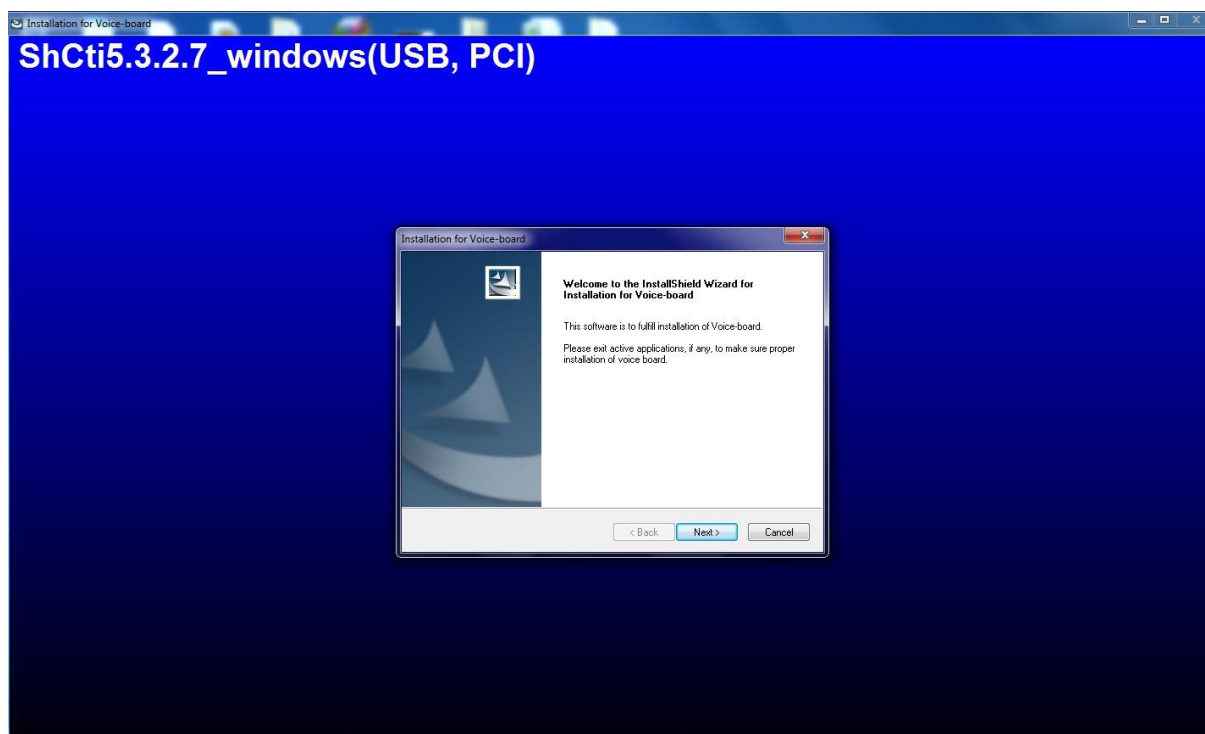 Installation for Voice-board
ShCti5.3.2.7_windows(USB, PCI)
Installation for Voice-board
Welcome to the InstallShield Wizard for
Installation for Voice-board
This software is to fulfill installation of Voice-board.
Please exit active applications, if any, to make sure proper
installation of voice board.
< Back Next > Cancel